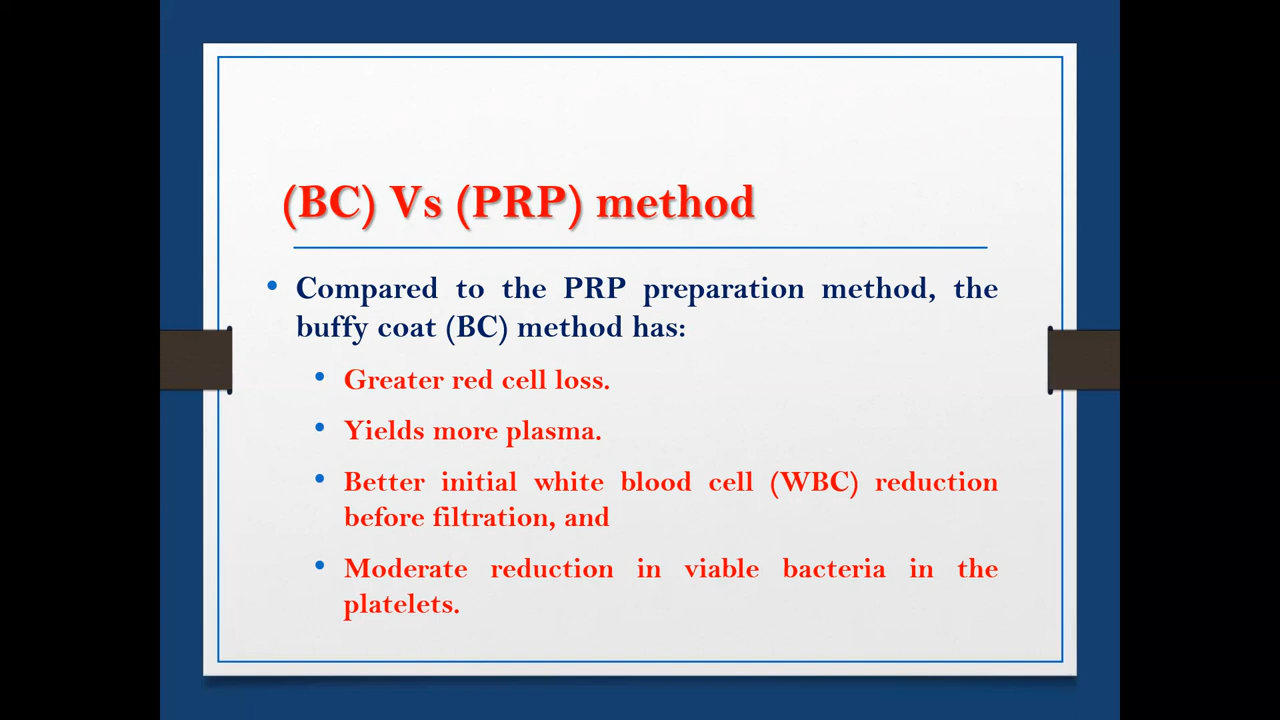 (BC) Vs (PRP) method
• Compared to the PRP preparation method, the
buffy coat (BC) method has:
• Greater red cell loss.
• Yields more plasma.
• Better initial white blood cell (WBC) reduction
before filtration, and
• Moderate reduction in viable bacteria in the
platelets.